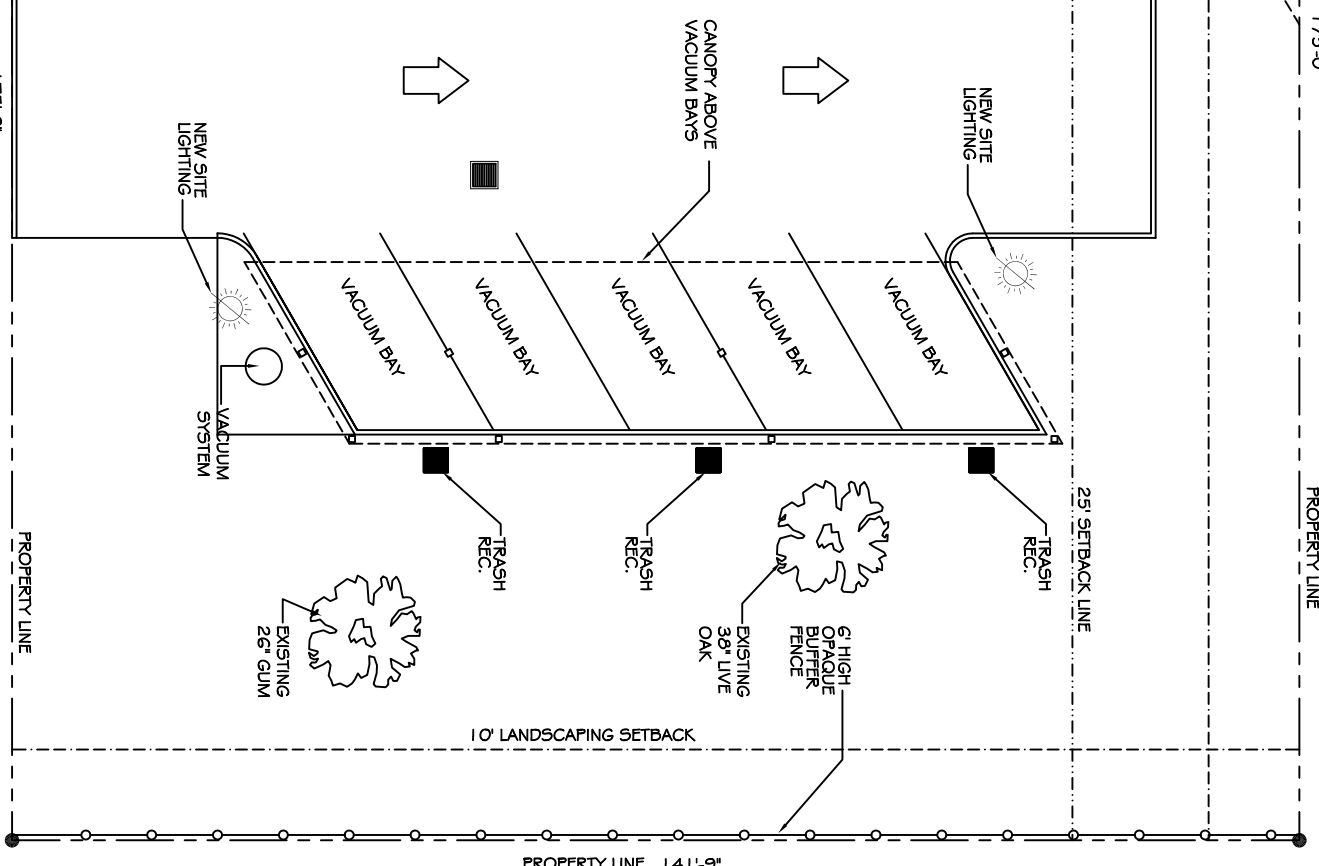 175'-0"
CANOPY ABOVE
VACUUM BAYS
NEW SITE
LIGHTING
NEW SITE
LIGHTING
VACUUM BAY
VACUUM BAY
VACUUM BAY
VACUUM BAY
VACUUM BAY
VACUUM
SYSTEM
TRASH
REC.
TRASH
REC.
TRASH
REC.
25' SETBACK LINE
PROPERTY LINE
PROPERTY LINE
EXISTING
26" GUM
EXISTING
38" LIVE
OAK
6' HIGH
OPAQUE
BUFFER
FENCE
10' LANDSCAPING SETBACK
PROPERTY LINE 141'-9"